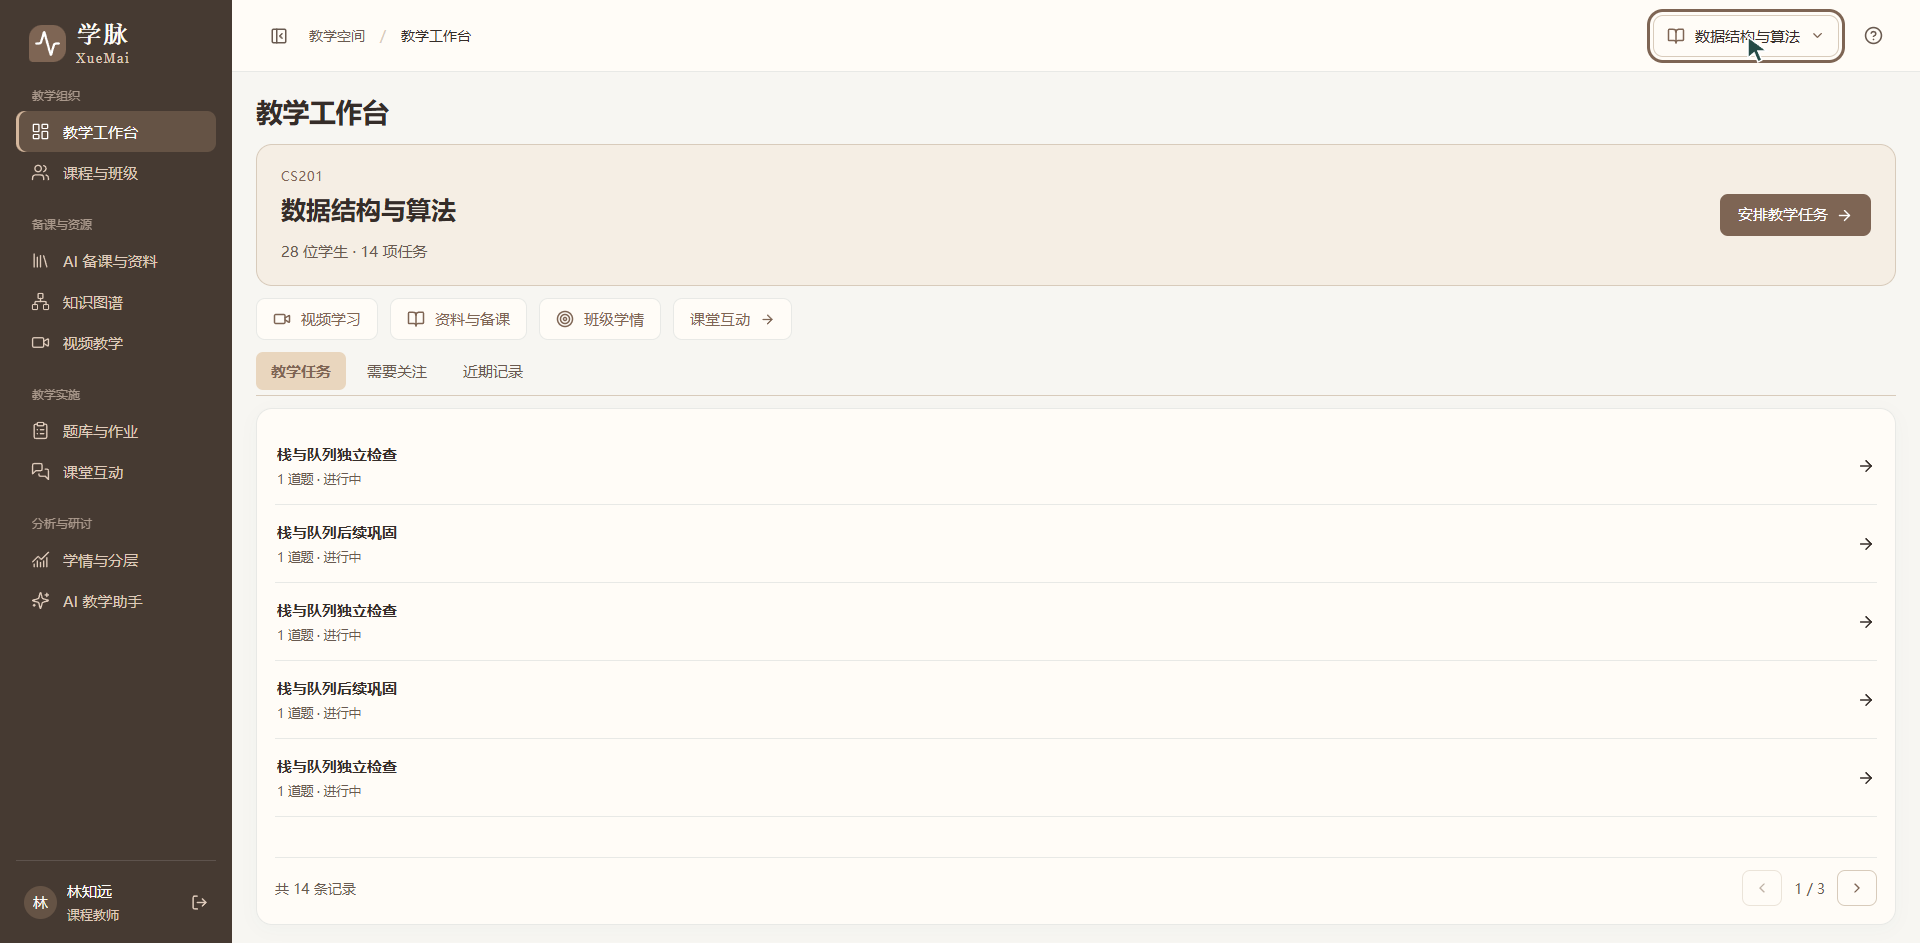 学脉
XueMai
教学组织
教学工作台
课程与班级
备课与资源
AI 备课与资料
知识图谱
视频教学
教学实施
题库与作业
课堂互动
分析与研讨
学情与分层
AI 教学助手
林
林知远
课程教师
教学空间 / 教学工作台
数据结构与算法
教学工作台
CS201
数据结构与算法
28 位学生 · 14 项任务
安排教学任务
视频学习
资料与备课
班级学情
课堂互动
教学任务
需要关注
近期记录
栈与队列独立检查
1 道题 · 进行中
栈与队列后续巩固
1 道题 · 进行中
栈与队列独立检查
1 道题 · 进行中
栈与队列后续巩固
1 道题 · 进行中
栈与队列独立检查
1 道题 · 进行中
共 14 条记录
1 / 3